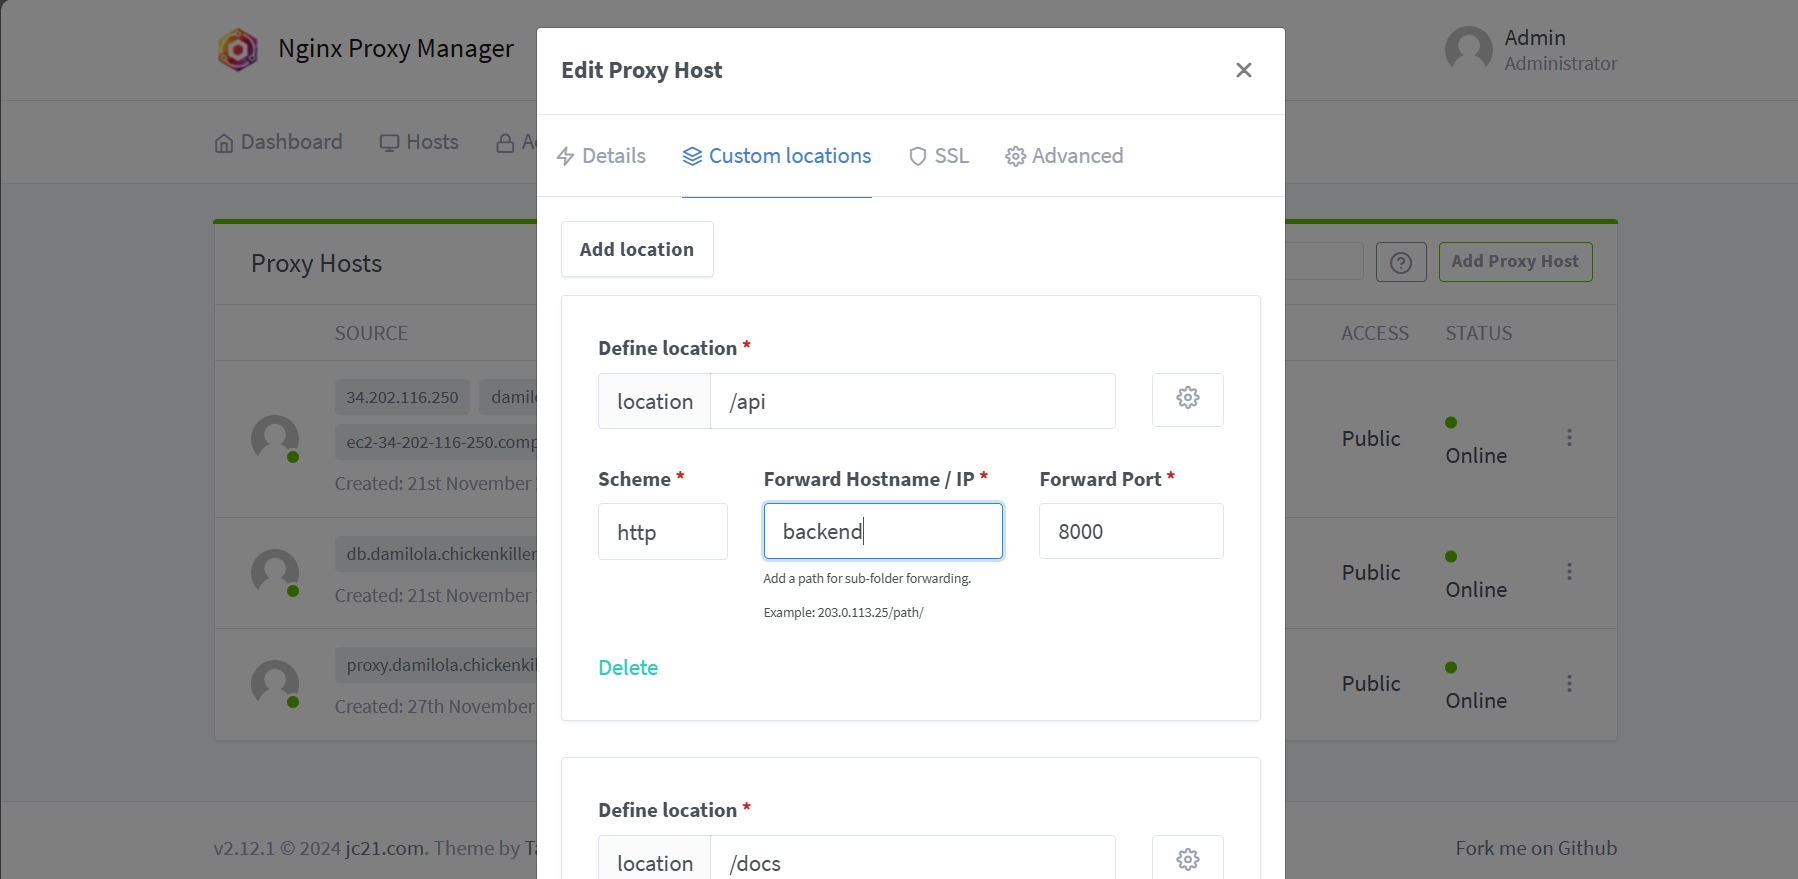 Nginx Proxy Manager
Admin
Administrator
Dashboard
Hosts
Edit Proxy Host
Details
Custom locations
SSL
Advanced
Add location
Proxy Hosts
Add Proxy Host
SOURCE
ACCESS
STATUS
Define location *
location
/api
34.202.116.250
ec2-34-202-116-250.comp
Created: 21st November
Public
Online
Scheme *
Forward Hostname / IP *
Forward Port *
http
backend
8000
Add a path for sub-folder forwarding.
Example: 203.0.113.25/path/
db.damilola.chickenkiller
Created: 21st November
Public
Online
Delete
proxy.damilola.chickenkil
Created: 27th November
Public
Online
Define location *
location
/docs
v2.12.1 © 2024 jc21.com. Theme by
Fork me on Github